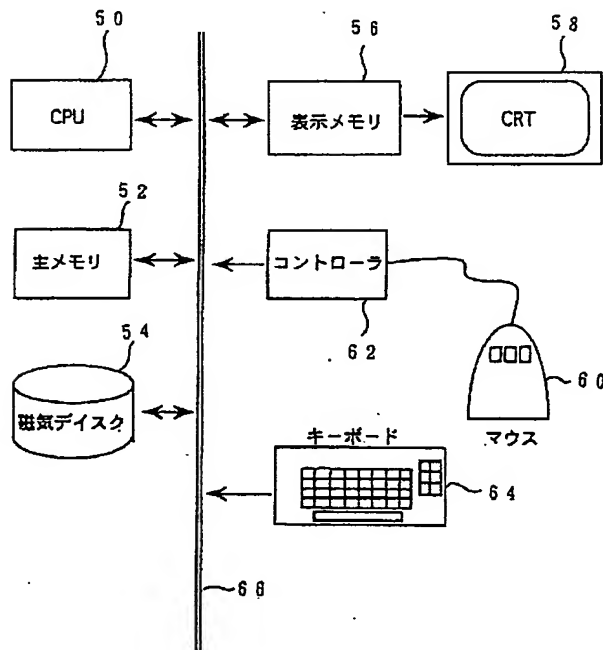 50
CPU
56
表示メモリ
58
CRT
52
主メモリ
コントローラ
62
54
磁気デイスク
60
マウス
キーボード
64
66